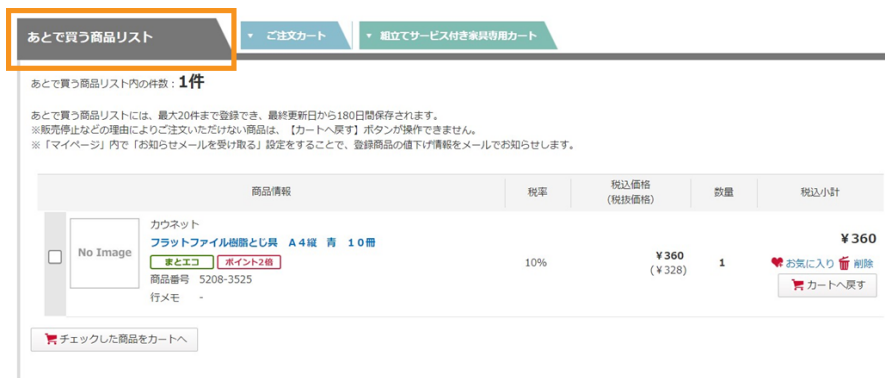 あとで買う商品リスト
ご注文カート
組立てサービス付き家具専用カート
あとで買う商品リスト内の件数:1件
あとで買う商品リストには、最大20件まで登録でき、最終更新日から180日間保存されます。
※販売停止などの理由によりご注文いただけない商品は、【カートへ戻す】ボタンが操作できません。
※「マイページ」内で「お知らせメールを受け取る」設定をすることで、登録商品の値下げ情報をメールでお知らせします。
商品情報 税率 税込価格 数量 税込小計
(税抜価格)
No Image
カウネット
フラットファイル樹脂とじ具 A4縦 青 10冊
まとエコ ポイント2倍
商品番号 5208-3525
行メモ -
10%
¥360
(¥328)
1
¥360
お気に入り 削除
カートへ戻す
チェックした商品をカートへ